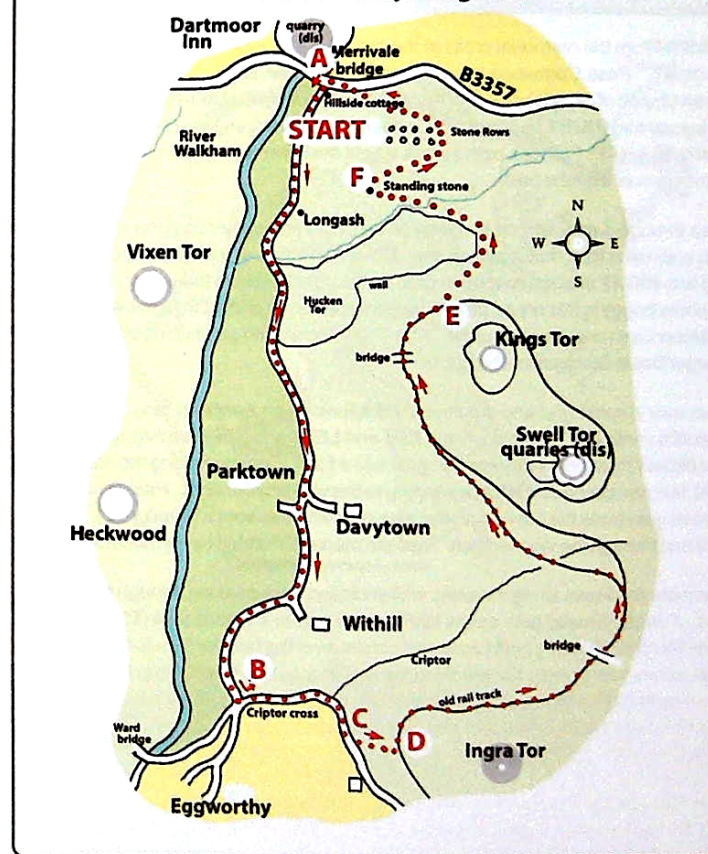 Dartmoor
Inn
quarry
(dis)
A
Merrivale
bridge
B3357
Hillside cottage
START
Stone Rows
River
Walkham
F
Standing stone
Longash
N
W
E
S
Vixen Tor
wall
Hucken
Tor
E
Kings Tor
bridge
Swell Tor
quaries (dis)
Parktown
Heckwood
Davytown
Withill
bridge
Criptor
B
old rail track
Criptor cross
C
D
Ward
bridge
Ingra Tor
Eggworthy